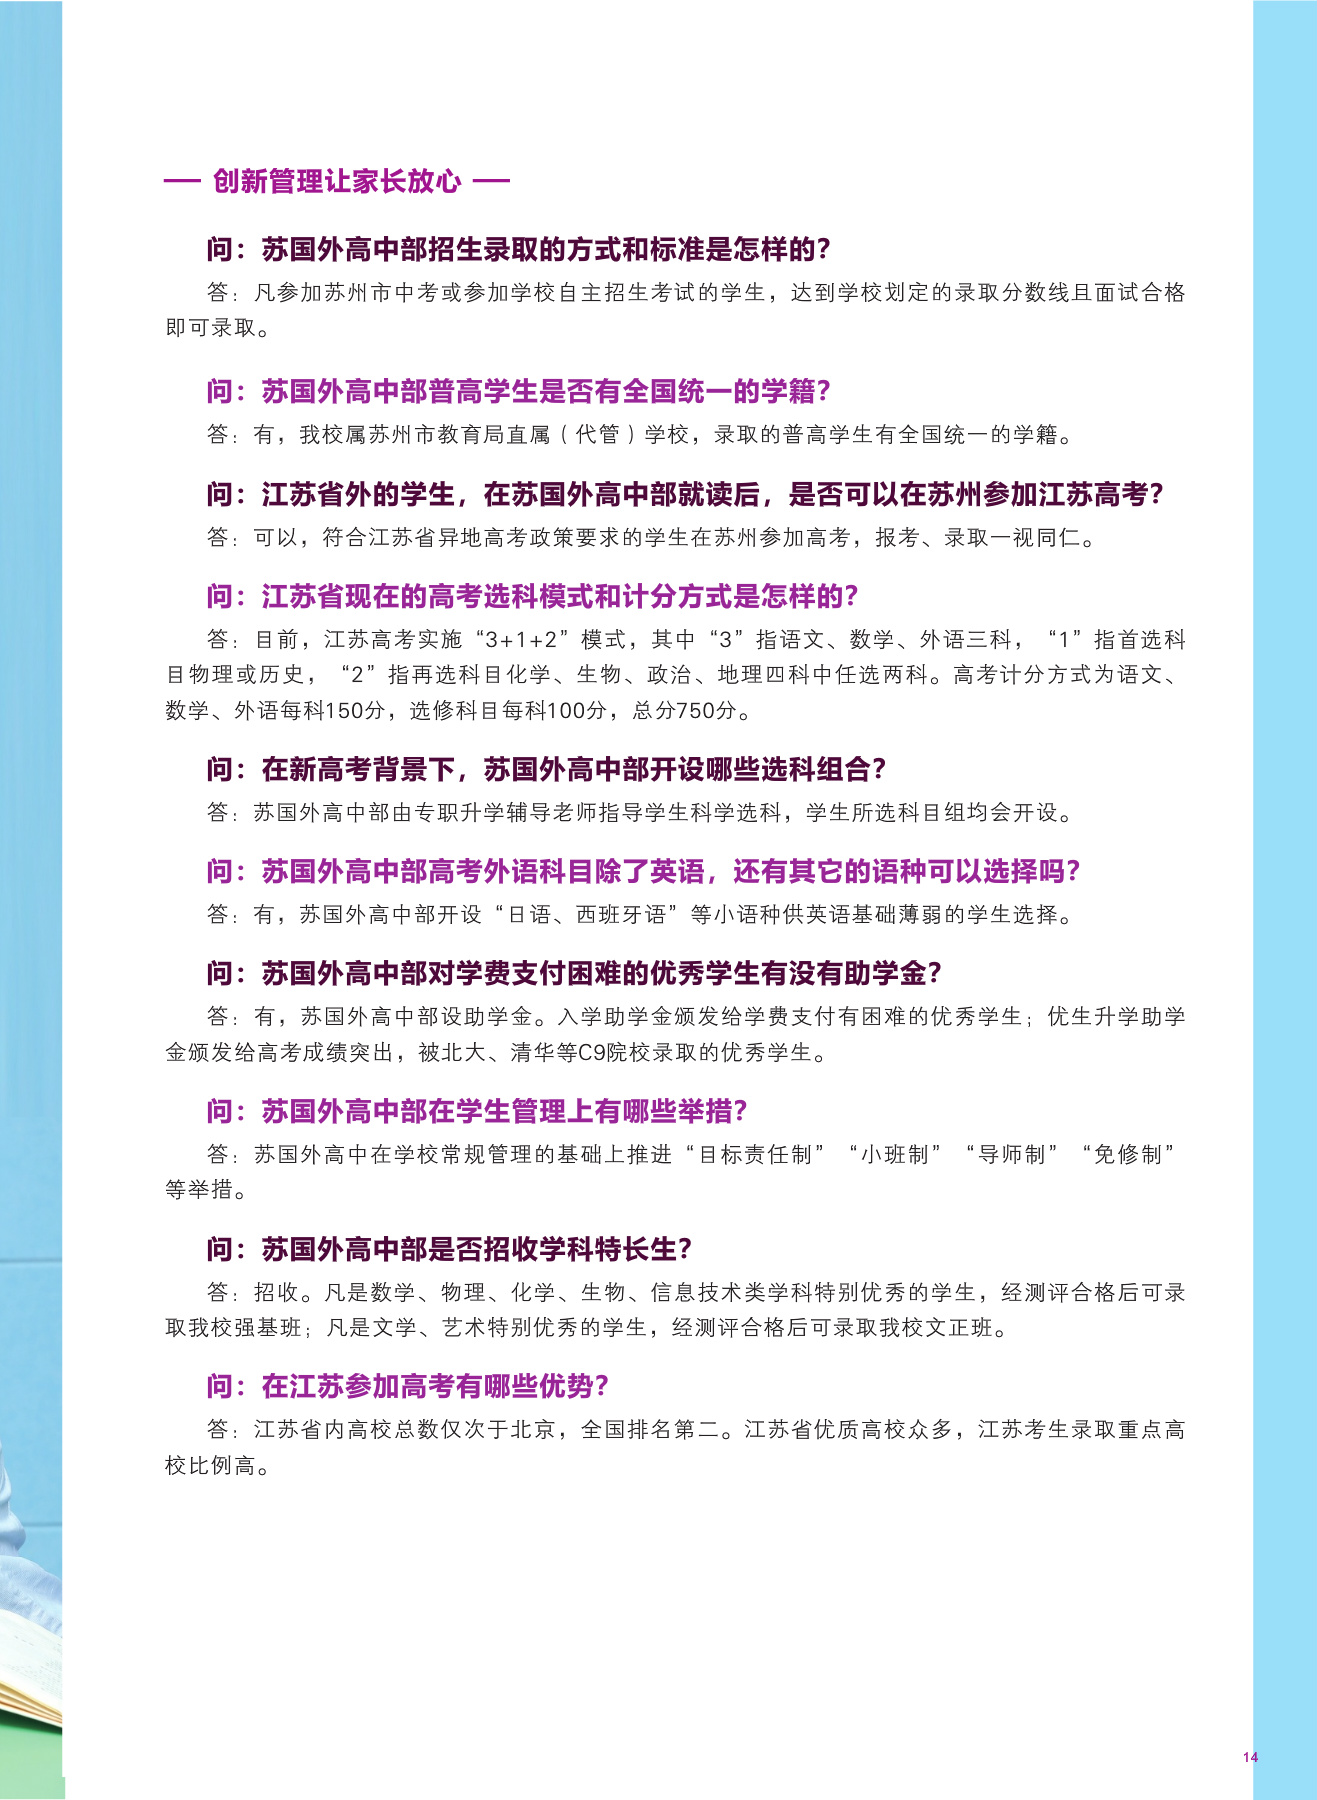 — 创新管理让家长放心 —
问：苏国外高中部招生录取的方式和标准是怎样的？
答：凡参加苏州市中考或参加学校自主招生考试的学生，达到学校划定的录取分数线且面试合格
即可录取。
问：苏国外高中部普高学生是否有全国统一的学籍？
答：有，我校属苏州市教育局直属（代管）学校，录取的普高学生有全国统一的学籍。
问：江苏省外的学生，在苏国外高中部就读后，是否可以在苏州参加江苏高考？
答：可以，符合江苏省异地高考政策要求的学生在苏州参加高考，报考、录取一视同仁。
问：江苏省现在的高考选科模式和计分方式是怎样的？
答：目前，江苏高考实施“3+1+2”模式，其中“3”指语文、数学、外语三科，“1”指首选科
目物理或历史，“2”指再选科目化学、生物、政治、地理四科中任选两科。高考计分方式为语文、
数学、外语每科150分，选修科目每科100分，总分750分。
问：在新高考背景下，苏国外高中部开设哪些选科组合？
答：苏国外高中部由专职升学辅导老师指导学生科学选科，学生所选科目组均会开设。
问：苏国外高中部高考外语科目除了英语，还有其它的语种可以选择吗？
答：有，苏国外高中部开设“日语、西班牙语”等小语种供英语基础薄弱的学生选择。
问：苏国外高中部对学费支付困难的优秀学生有没有助学金？
答：有，苏国外高中部设助学金。入学助学金颁发给学费支付有困难的优秀学生；优生升学助学
金颁发给高考成绩突出，被北大、清华等C9院校录取的优秀学生。
问：苏国外高中部在学生管理上有哪些举措？
答：苏国外高中在学校常规管理的基础上推进“目标责任制”“小班制”“导师制”“免修制”
等举措。
问：苏国外高中部是否招收学科特长生？
答：招收。凡是数学、物理、化学、生物、信息技术类学科特别优秀的学生，经测评合格后可录
取我校强基班；凡是文学、艺术特别优秀的学生，经测评合格后可录取我校文正班。
问：在江苏参加高考有哪些优势？
答：江苏省内高校总数仅次于北京，全国排名第二。江苏省优质高校众多，江苏考生录取重点高
校比例高。
14